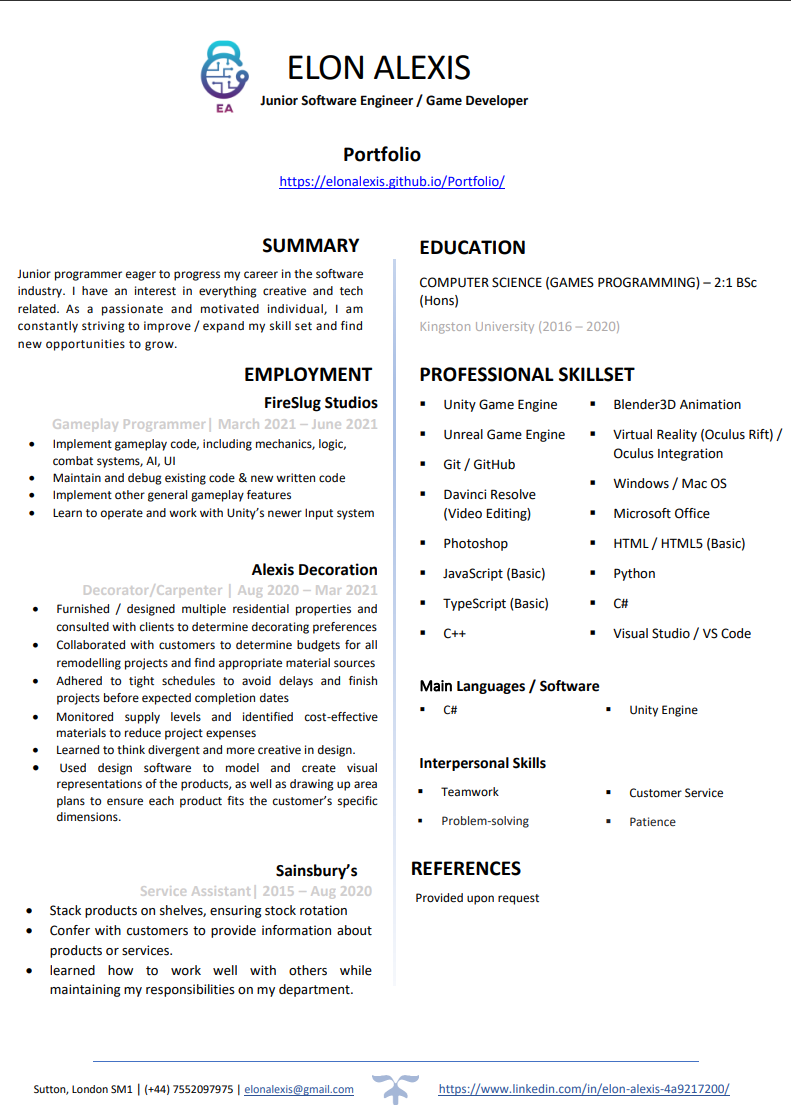 EA
ELON ALEXIS
Junior Software Engineer / Game Developer
Portfolio
https://elonalexis.github.io/Portfolio/
SUMMARY
Junior programmer eager to progress my career in the software
industry. I have an interest in everything creative and tech
related. As a passionate and motivated individual, I am
constantly striving to improve / expand my skill set and find
new opportunities to grow.
EMPLOYMENT
FireSlug Studios
Gameplay Programmer| March 2021 – June 2021
• Implement gameplay code, including mechanics, logic,
combat systems, AI, UI
• Maintain and debug existing code & new written code
• Implement other general gameplay features
• Learn to operate and work with Unity's newer Input system
Alexis Decoration
Decorator/Carpenter | Aug 2020 – Mar 2021
• Furnished / designed multiple residential properties and
consulted with clients to determine decorating preferences
• Collaborated with customers to determine budgets for all
remodelling projects and find appropriate material sources
• Adhered to tight schedules to avoid delays and finish
projects before expected completion dates
• Monitored supply levels and identified cost-effective
materials to reduce project expenses
• Learned to think divergent and more creative in design.
• Used design software to model and create visual
representations of the products, as well as drawing up area
plans to ensure each product fits the customer's specific
dimensions.
Sainsbury's
Service Assistant| 2015 – Aug 2020
• Stack products on shelves, ensuring stock rotation
• Confer with customers to provide information about
products or services.
• learned how to work well with others while
maintaining my responsibilities on my department.
EDUCATION
COMPUTER SCIENCE (GAMES PROGRAMMING) – 2:1 BSc
(Hons)
Kingston University (2016 – 2020)
PROFESSIONAL SKILLSET
▪ Unity Game Engine
▪ Unreal Game Engine
▪ Git / GitHub
▪ Davinci Resolve
(Video Editing)
▪ Photoshop
▪ JavaScript (Basic)
▪ TypeScript (Basic)
▪ C++
▪ Blender3D Animation
▪ Virtual Reality (Oculus Rift) /
Oculus Integration
▪ Windows / Mac OS
▪ Microsoft Office
▪ HTML / HTML5 (Basic)
▪ Python
▪ C#
▪ Visual Studio / VS Code
Main Languages / Software
▪ C#
▪ Unity Engine
Interpersonal Skills
▪ Teamwork
▪ Customer Service
▪ Problem-solving
▪ Patience
REFERENCES
Provided upon request
Sutton, London SM1 | (+44) 7552097975 | elonalexis@gmail.com
https://www.linkedin.com/in/elon-alexis-4a9217200/